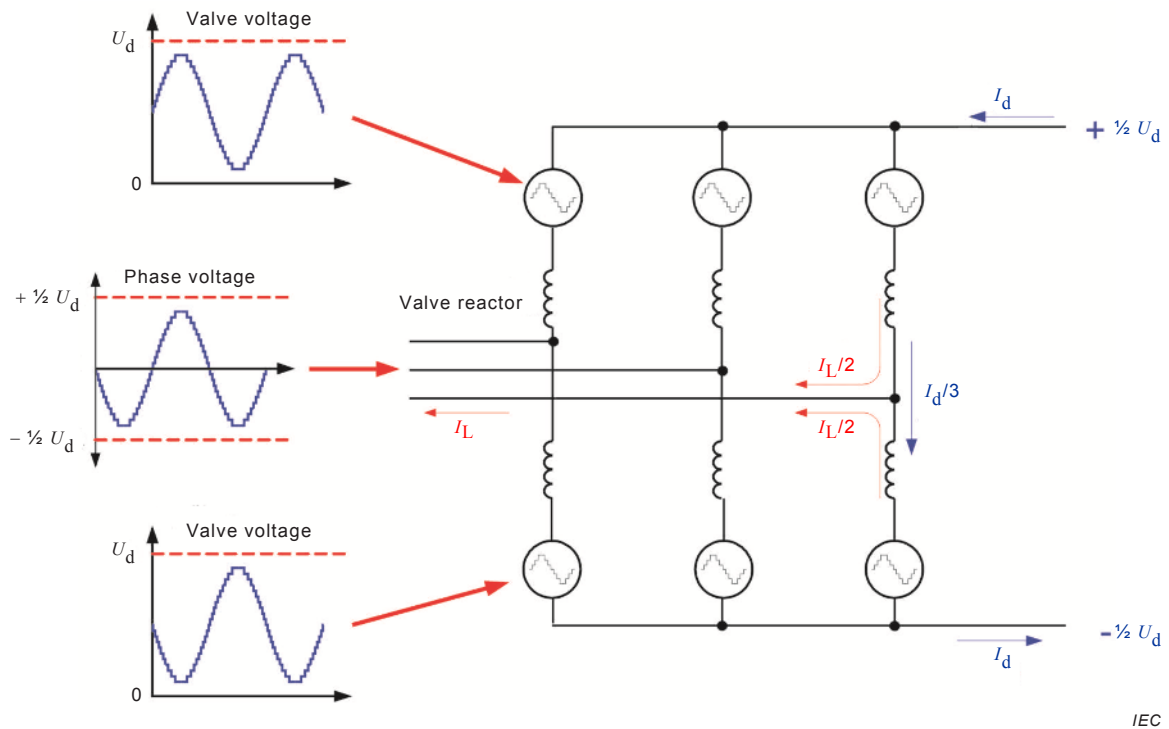 Valve voltage
U_d
0
I_d
+ ½ U_d
Phase voltage
+ ½ U_d
– ½ U_d
Valve reactor
I_L/2
I_L/2
I_L
I_d/3
Valve voltage
U_d
0
I_d
-½ U_d
IEC